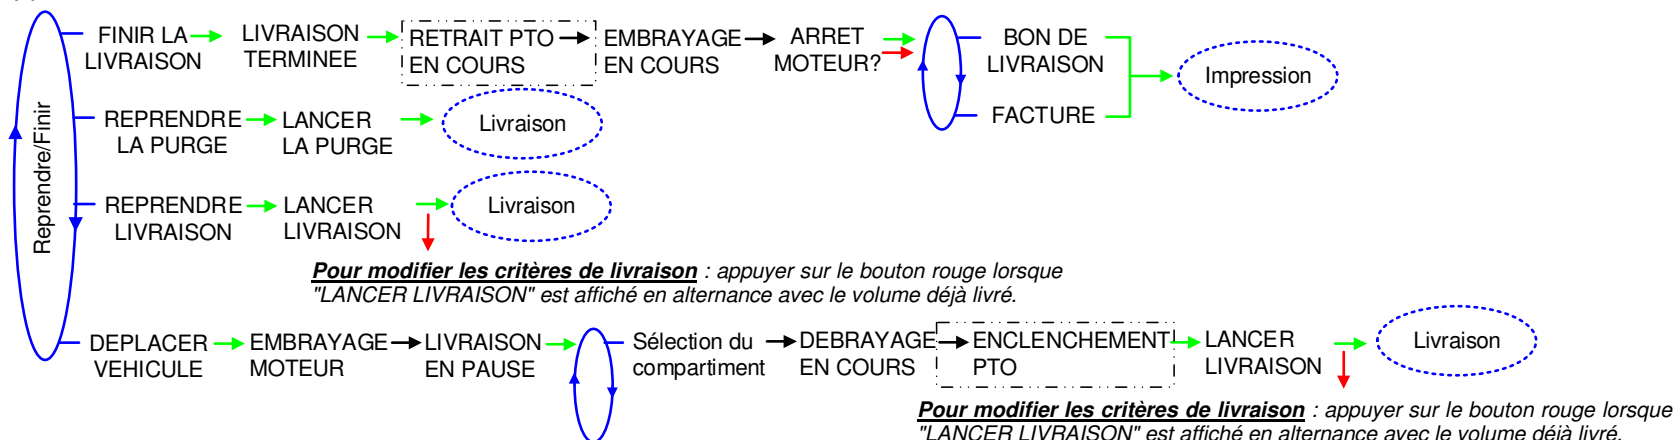 Reprendre/Finir
FINIR LA
LIVRAISON
LIVRAISON
TERMINEE
RETRAIT PTO
EN COURS
EMBRAYAGE
EN COURS
ARRET
MOTEUR?
BON DE
LIVRAISON
FACTURE
Impression
REPRENDRE
LA PURGE
LANCER
LA PURGE
Livraison
REPRENDRE
LIVRAISON
LANCER
LIVRAISON
Livraison
Pour modifier les critères de livraison : appuyer sur le bouton rouge lorsque
"LANCER LIVRAISON" est affiché en alternance avec le volume déjà livré.
DEPLACER
VEHICULE
EMBRAYAGE
MOTEUR
LIVRAISON
EN PAUSE
Sélection du
compartiment
DEBRAYAGE
EN COURS
ENCLENCHEMENT
PTO
LANCER
LIVRAISON
Livraison
Pour modifier les critères de livraison : appuyer sur le bouton rouge lorsque
"LANCER LIVRAISON" est affiché en alternance avec le volume déjà livré.